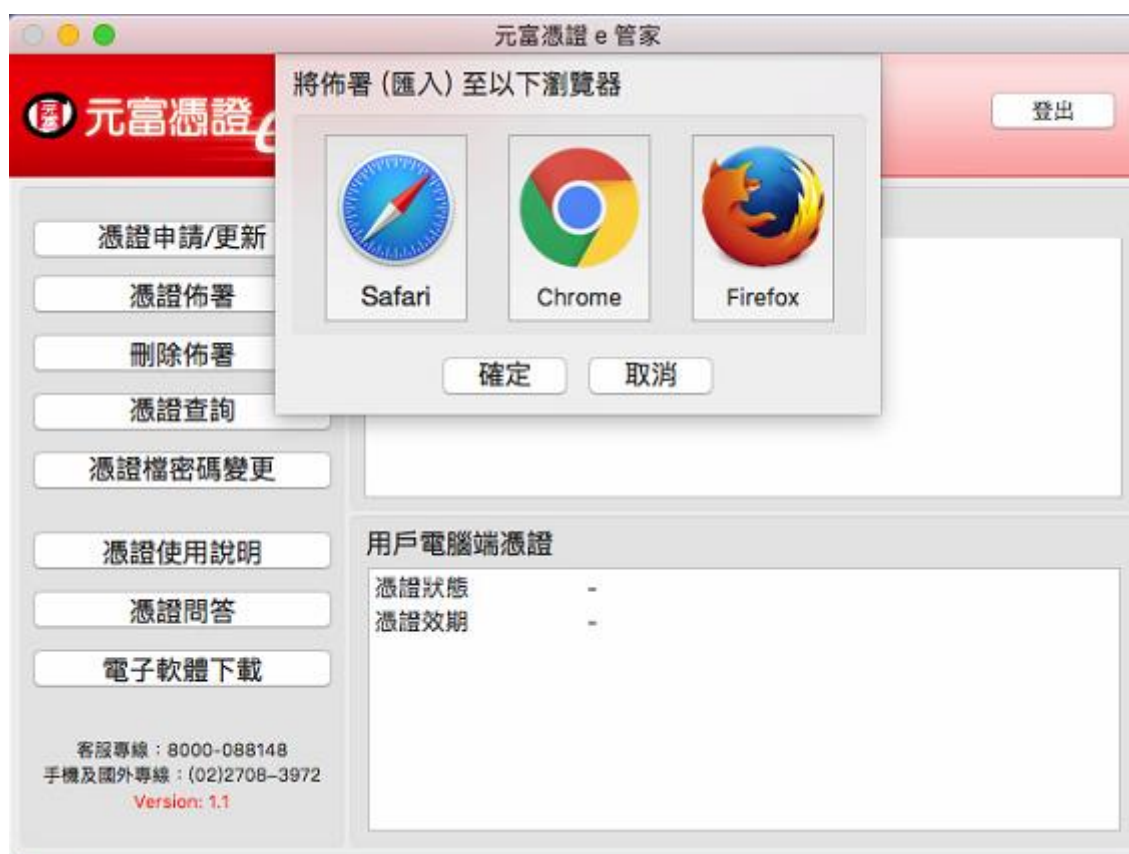 元富憑證 e 管家
將佈署 (匯入) 至以下瀏覽器
元富憑證e
登出
Safari
Chrome
Firefox
確定
取消
憑證申請/更新
憑證佈署
刪除佈署
憑證查詢
憑證檔密碼變更
憑證使用說明
憑證問答
電子軟體下載
客服專線：8000-088148
手機及國外專線：(02)2708-3972
Version: 1.1
用戶電腦端憑證
憑證狀態 -
憑證效期 -